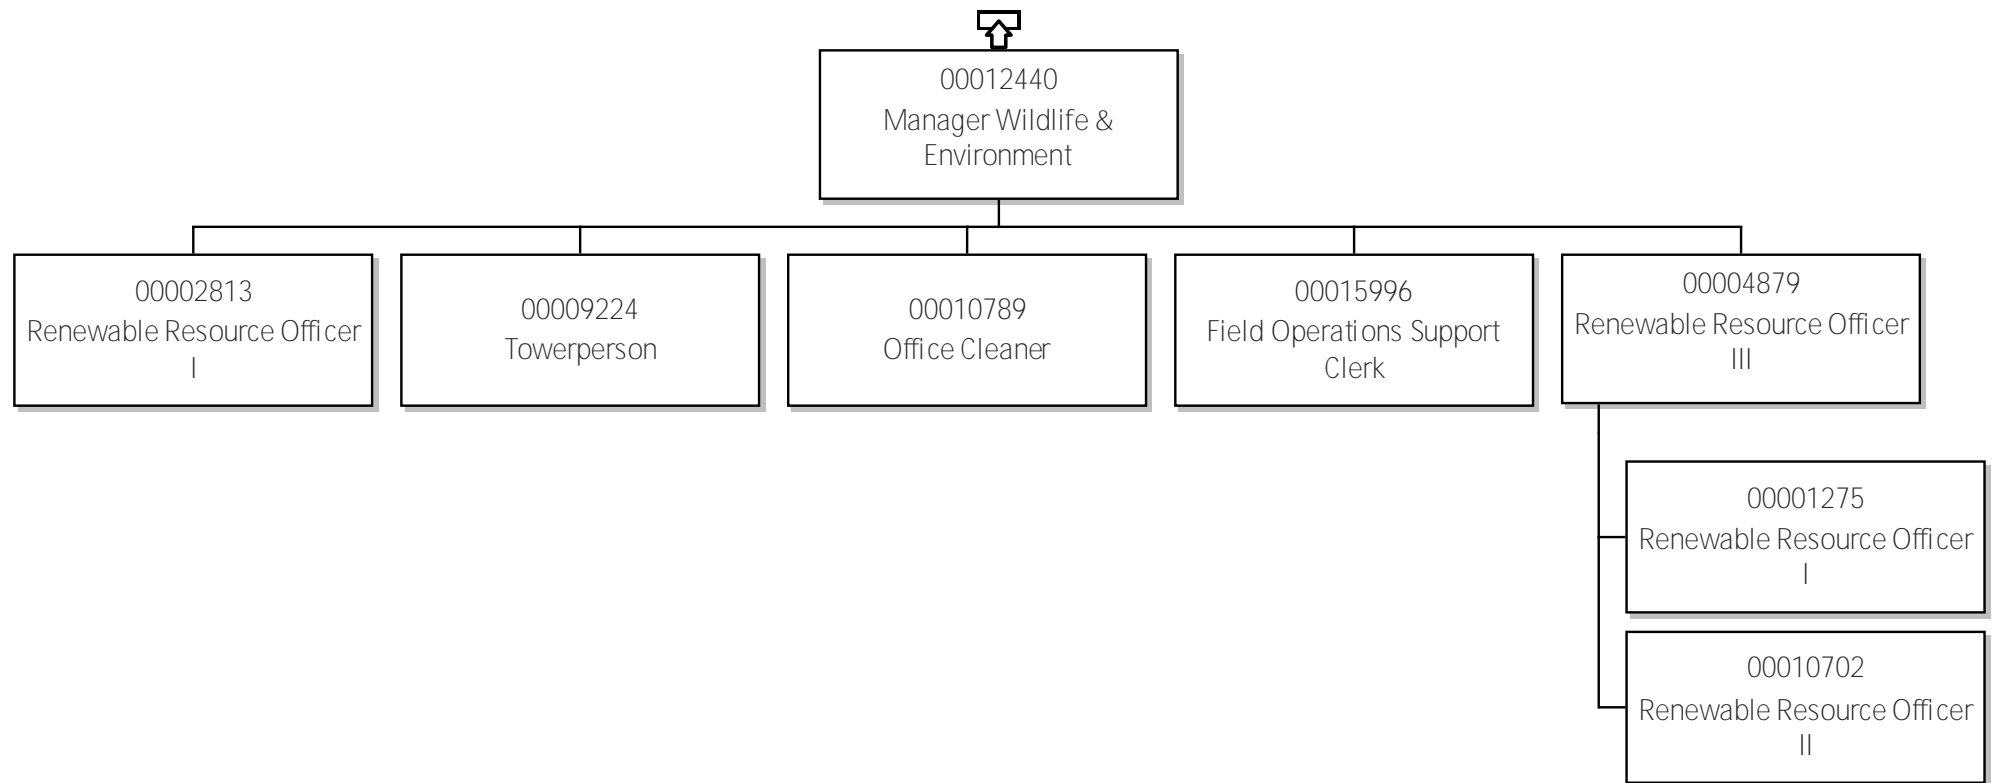 00012440
Manager Wildlife &
Environment
00002813
Renewable Resource Officer
I
00009224
Towerperson
00010789
Office Cleaner
00015996
Field Operations Support
Clerk
00004879
Renewable Resource Officer
III
00001275
Renewable Resource Officer
I
00010702
Renewable Resource Officer
II